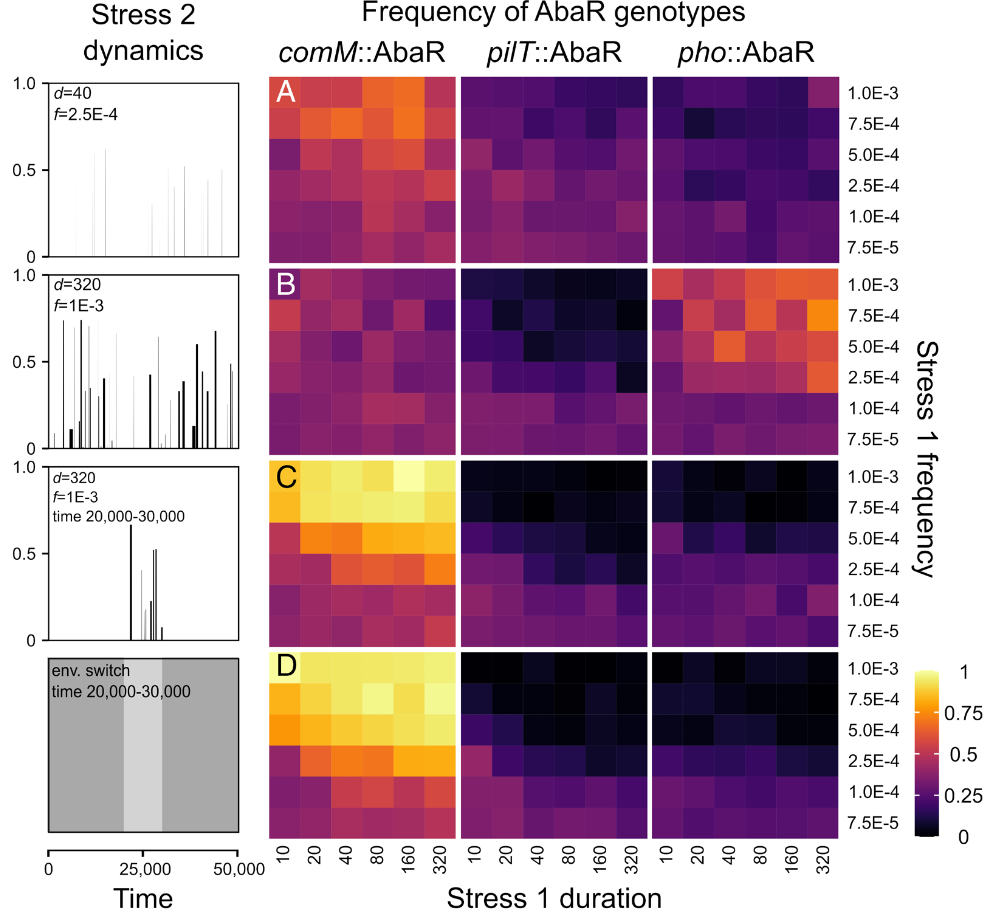 Stress 2
dynamics
Frequency of AbaR genotypes
comM::AbaR
pilT::AbaR
pho::AbaR
1.0
0.5
0
d=40
f=2.5E-4
A
1.0E-3
7.5E-4
5.0E-4
2.5E-4
1.0E-4
7.5E-5
1.0
0.5
0
d=320
f=1E-3
B
1.0E-3
7.5E-4
5.0E-4
2.5E-4
1.0E-4
7.5E-5
1.0
0.5
0
d=320
f=1E-3
time 20,000-30,000
C
1.0E-3
7.5E-4
5.0E-4
2.5E-4
1.0E-4
7.5E-5
env. switch
time 20,000-30,000
D
1.0E-3
7.5E-4
5.0E-4
2.5E-4
1.0E-4
7.5E-5
Stress 1 frequency
1
0.75
0.5
0.25
0
0 25,000 50,000
Time
10 20 40 80 160 320
10 20 40 80 160 320
10 20 40 80 160 320
Stress 1 duration